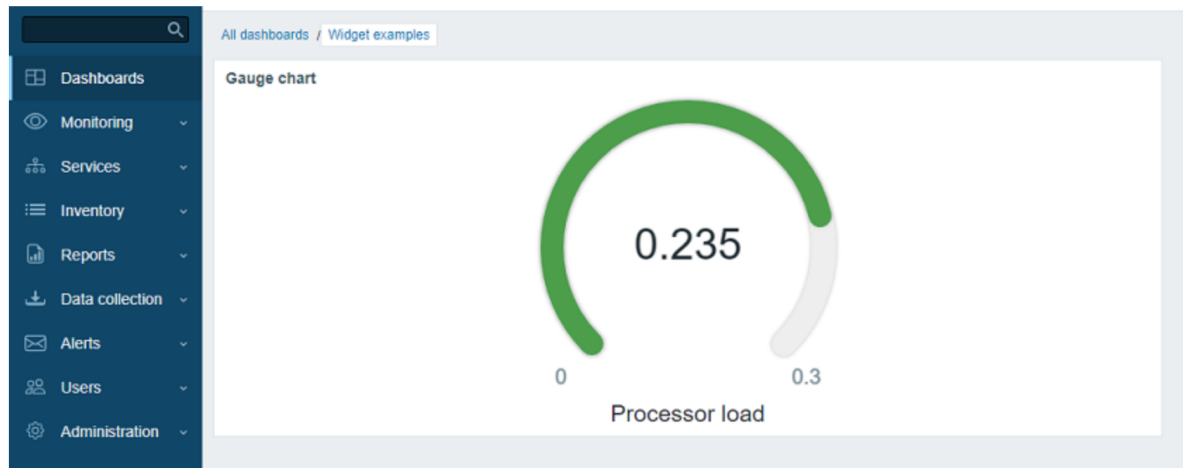 All dashboards / Widget examples
Dashboards
Monitoring
Services
Inventory
Reports
Data collection
Alerts
Users
Administration
Gauge chart
0.235
0 0.3
Processor load